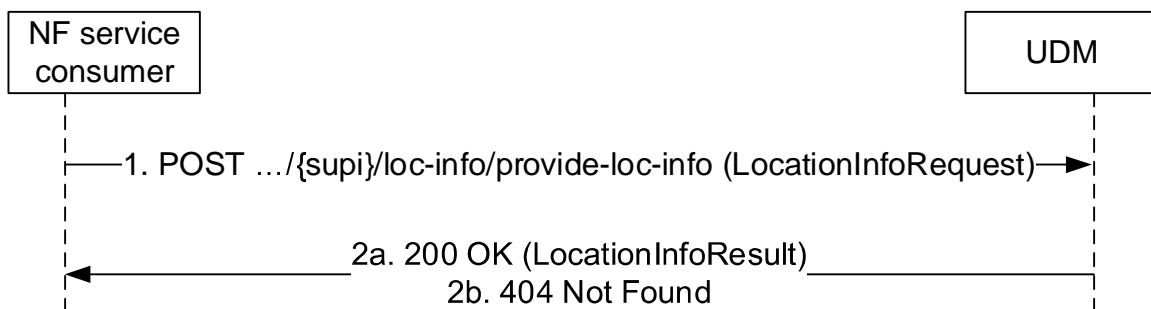 NF service
consumer
UDM
1. POST …/{supi}/loc-info/provide-loc-info (LocationInfoRequest)
2a. 200 OK (LocationInfoResult)
2b. 404 Not Found